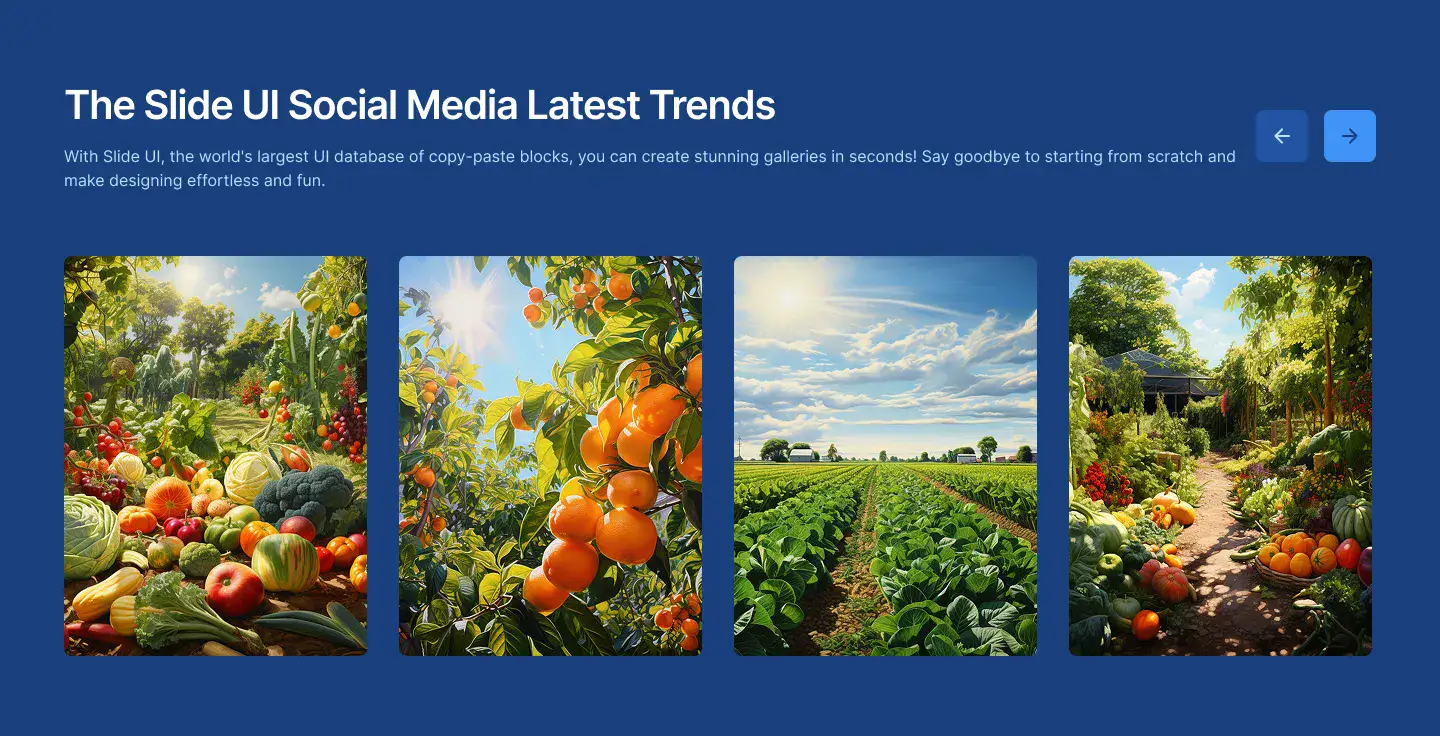 The Slide UI Social Media Latest Trends
With Slide UI, the world's largest UI database of copy-paste blocks, you can create stunning galleries in seconds! Say goodbye to starting from scratch and
make designing effortless and fun.